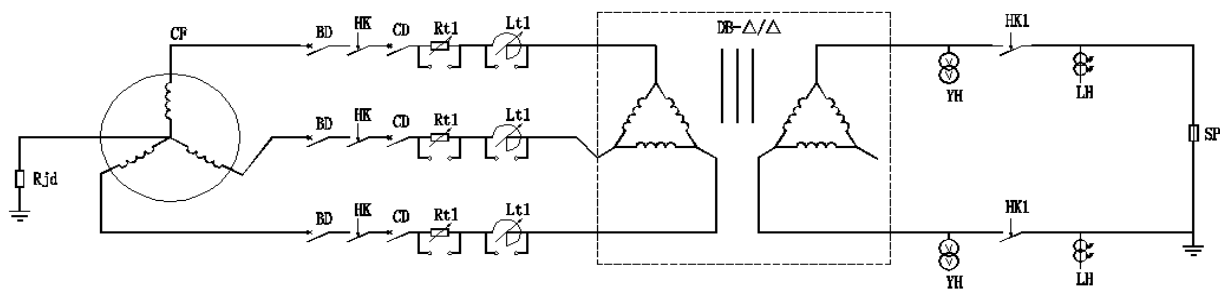 CF
BD
HK
CD
Rt1
Lt1
DB-△/△
HK1
YH
LH
BD
HK
CD
Rt1
Lt1
SP
Rjd
BD
HK
CD
Rt1
Lt1
HK1
YH
LH